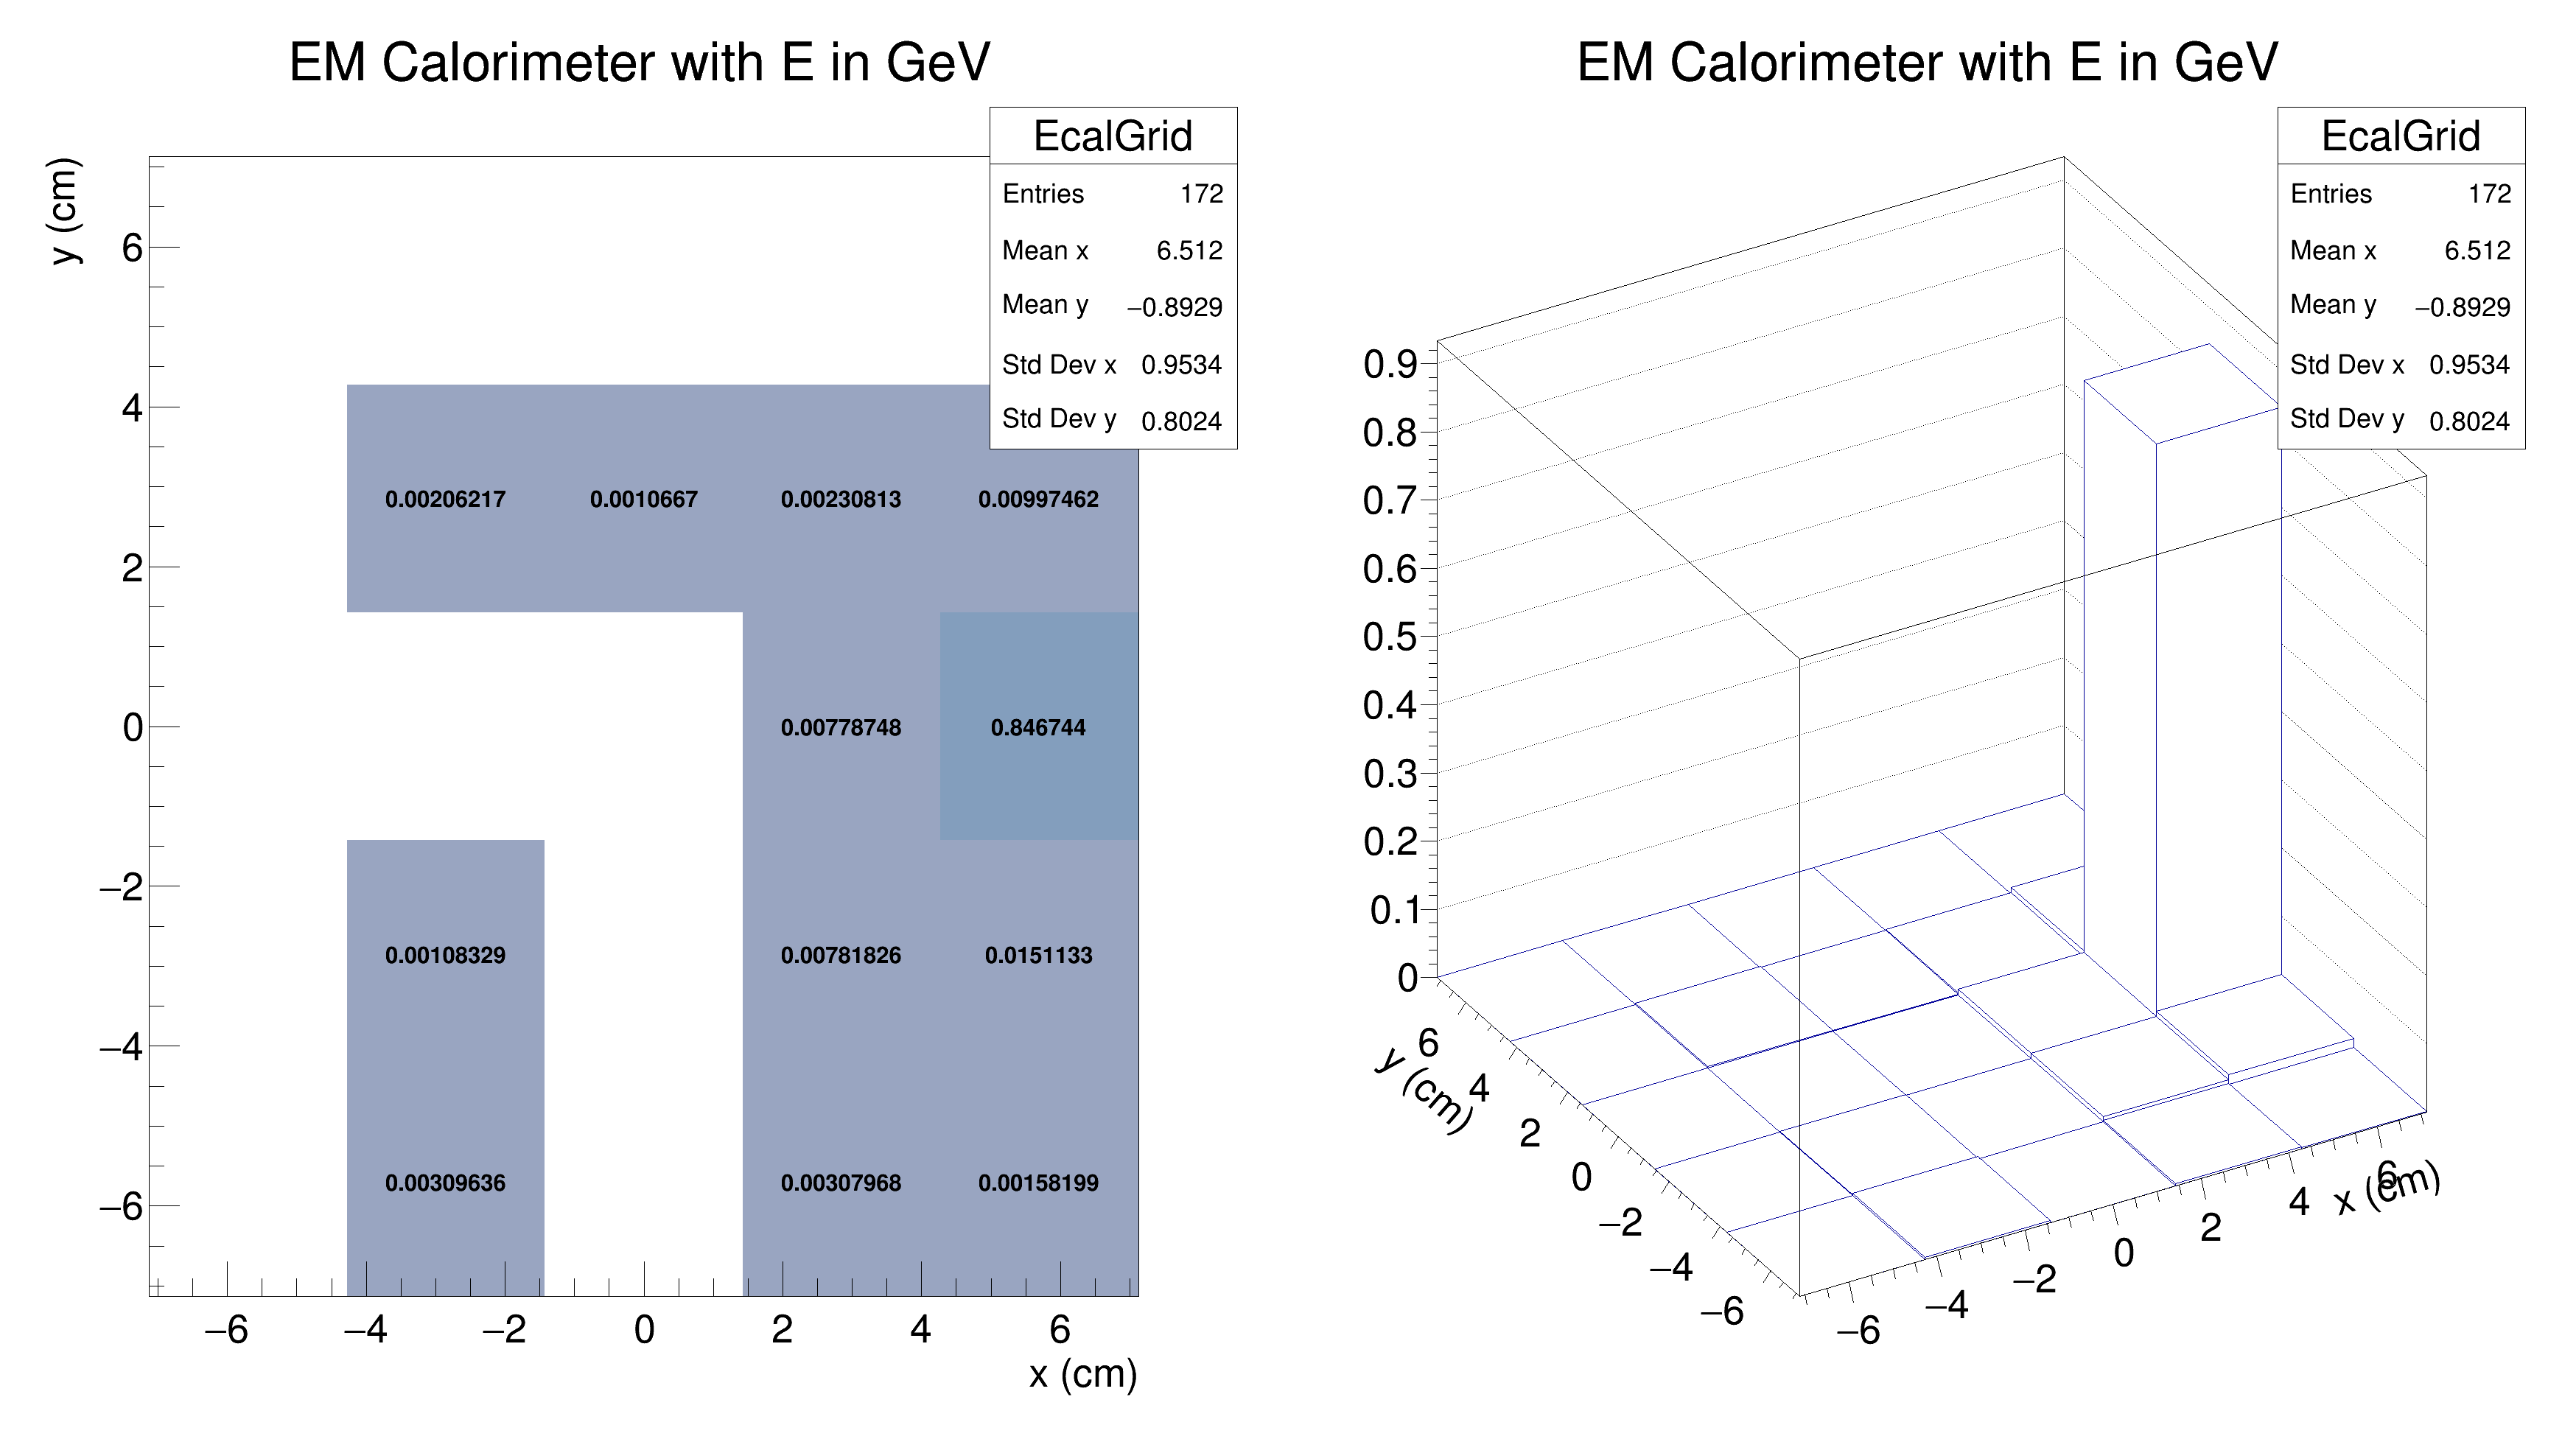 EM Calorimeter with E in GeV
EcalGrid
Entries 172
Mean x 6.512
Mean y −0.8929
Std Dev x 0.9534
Std Dev y 0.8024
y (cm)
6
4
2
0
−2
−4
−6
0.00206217 0.0010667 0.00230813 0.00997462
0.00778748 0.846744
0.00108329 0.00781826 0.0151133
0.00309636 0.00307968 0.00158199
−6 −4 −2 0 2 4 6
x (cm)
EM Calorimeter with E in GeV
EcalGrid
Entries 172
Mean x 6.512
Mean y −0.8929
Std Dev x 0.9534
Std Dev y 0.8024
0.9
0.8
0.7
0.6
0.5
0.4
0.3
0.2
0.1
0
y (cm)
6
4
2
0
−2
−4
−6
−6 −4 −2 0 2 4 6
x (cm)